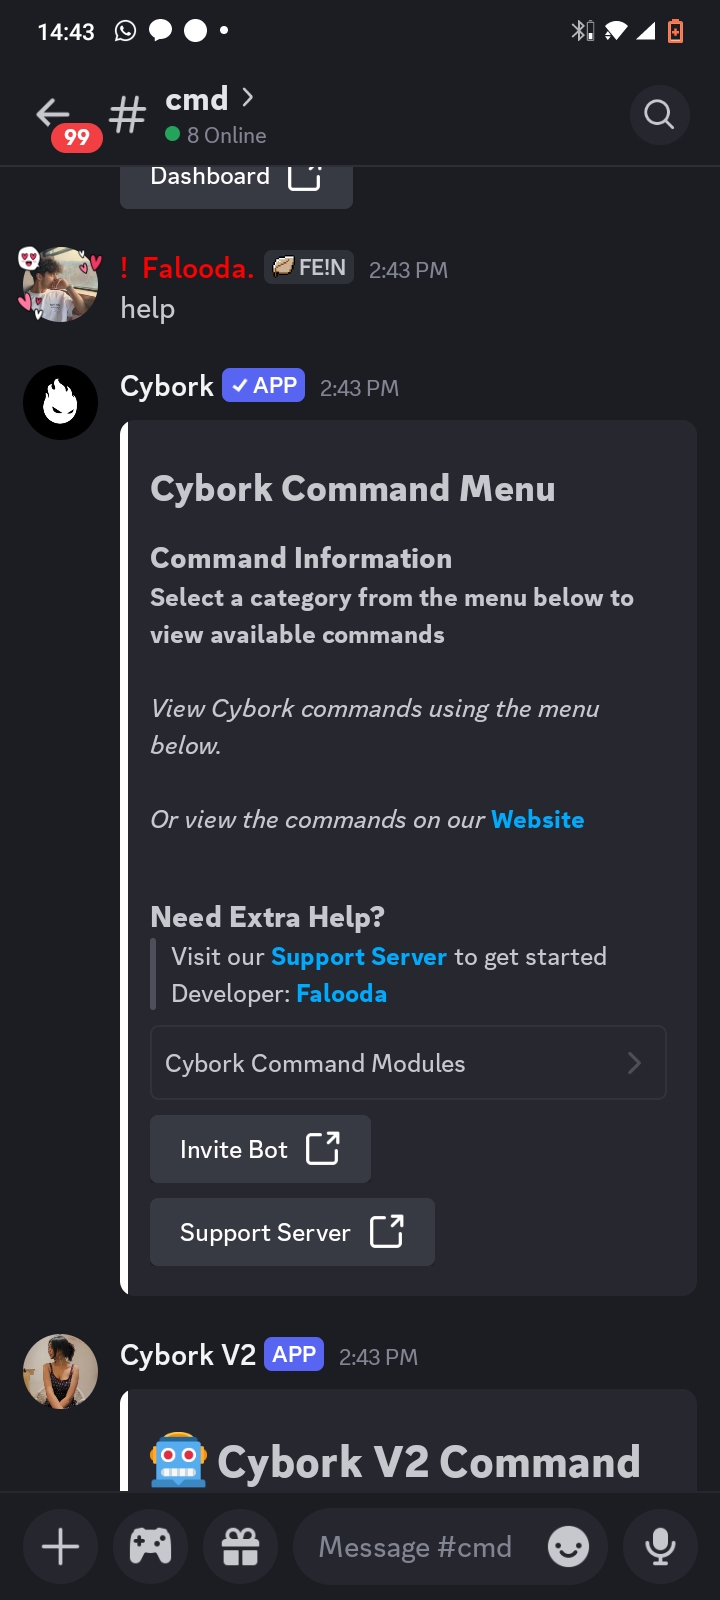 14:43
99
# cmd
8 Online
Dashboard
! Falooda. FE!N 2:43 PM
help
Cybork APP 2:43 PM
Cybork Command Menu
Command Information
Select a category from the menu below to
view available commands
View Cybork commands using the menu
below.
Or view the commands on our Website
Need Extra Help?
Visit our Support Server to get started
Developer: Falooda
Cybork Command Modules
Invite Bot
Support Server
Cybork V2 APP 2:43 PM
Cybork V2 Command
Message #cmd